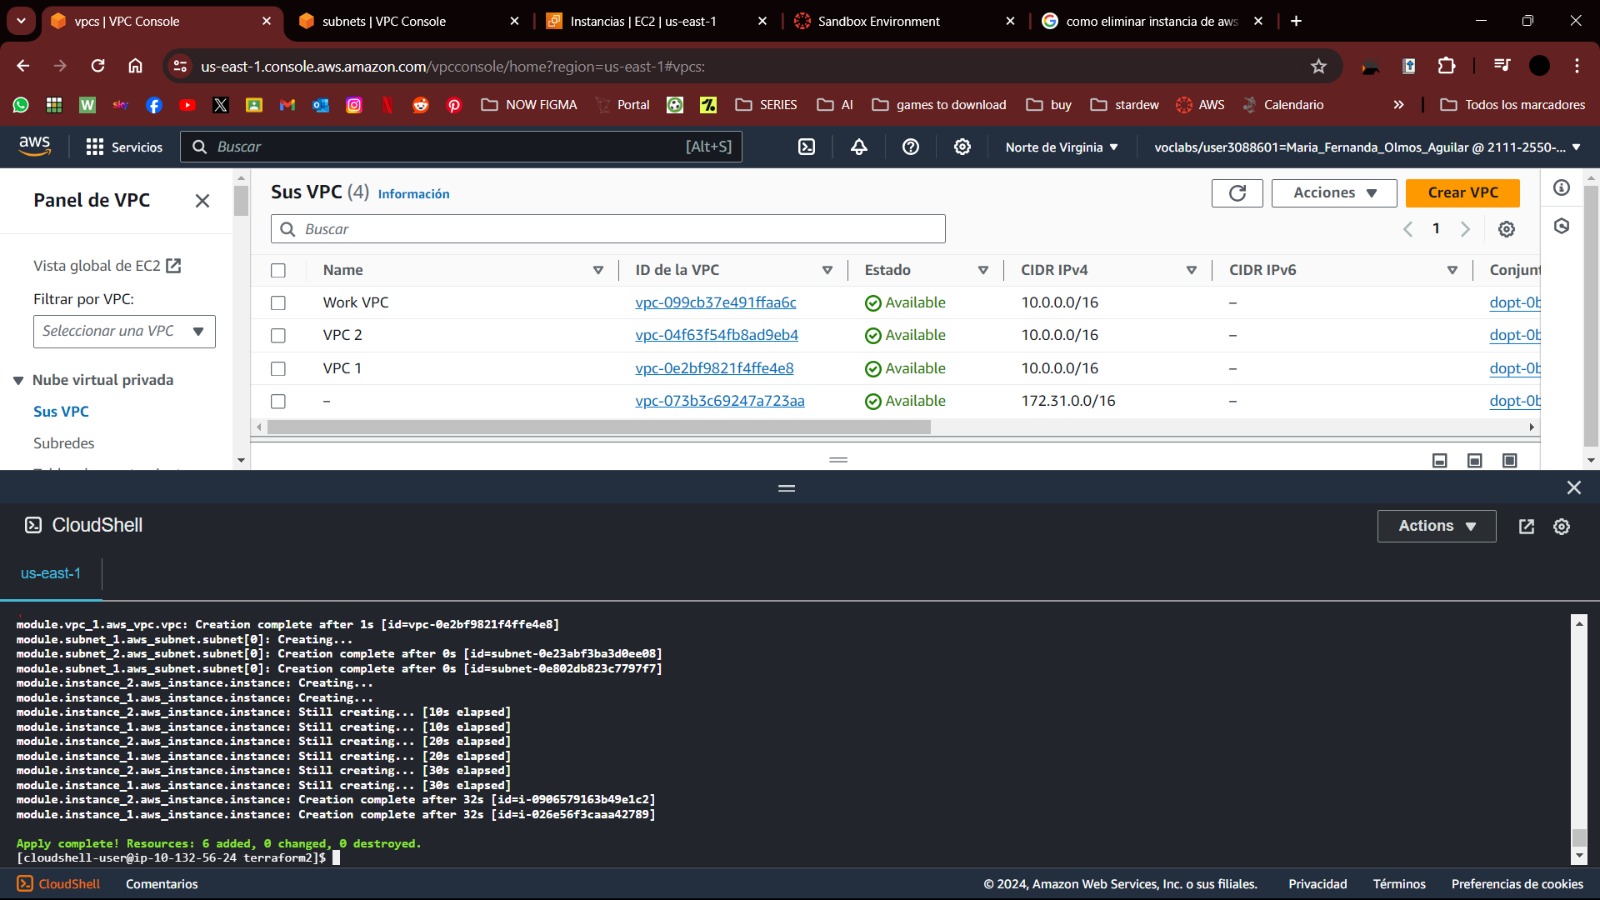 vpcs | VPC Console
subnets | VPC Console
Instancias | EC2 | us-east-1
Sandbox Environment
como eliminar instancia de aws
us-east-1.console.aws.amazon.com/vpcconsole/home?region=us-east-1#vpcs:
NOW FIGMA
Portal
SERIES
AI
games to download
buy
stardew
AWS
Calendario
»
Todos los marcadores
aws
Servicios
Buscar
[Alt+S]
Norte de Virginia
voclabs/user3088601=Maria_Fernanda_Olmos_Aguilar @ 2111-2550-...
Panel de VPC
Vista global de EC2
Filtrar por VPC:
Seleccionar una VPC
Nube virtual privada
Sus VPC
Subredes
Sus VPC (4) Información
Acciones
Crear VPC
Buscar
1
Name ID de la VPC Estado CIDR IPv4 CIDR IPv6 Conjunt
Work VPC vpc-099cb37e491ffaa6c Available 10.0.0.0/16 – dopt-0b
VPC 2 vpc-04f63f54fb8ad9eb4 Available 10.0.0.0/16 – dopt-0b
VPC 1 vpc-0e2bf9821f4ffe4e8 Available 10.0.0.0/16 – dopt-0b
– vpc-073b3c69247a723aa Available 172.31.0.0/16 – dopt-0b
CloudShell
Actions
us-east-1
module.vpc_1.aws_vpc.vpc: Creation complete after 1s [id=vpc-0e2bf9821f4ffe4e8]
module.subnet_1.aws_subnet.subnet[0]: Creating...
module.subnet_2.aws_subnet.subnet[0]: Creation complete after 0s [id=subnet-0e23abf3ba3d0ee08]
module.subnet_1.aws_subnet.subnet[0]: Creation complete after 0s [id=subnet-0e802db823c7797f7]
module.instance_2.aws_instance.instance: Creating...
module.instance_1.aws_instance.instance: Creating...
module.instance_2.aws_instance.instance: Still creating... [10s elapsed]
module.instance_1.aws_instance.instance: Still creating... [10s elapsed]
module.instance_2.aws_instance.instance: Still creating... [20s elapsed]
module.instance_1.aws_instance.instance: Still creating... [20s elapsed]
module.instance_2.aws_instance.instance: Still creating... [30s elapsed]
module.instance_1.aws_instance.instance: Still creating... [30s elapsed]
module.instance_2.aws_instance.instance: Creation complete after 32s [id=i-0906579163b49e1c2]
module.instance_1.aws_instance.instance: Creation complete after 32s [id=i-026e56f3caaa42789]
Apply complete! Resources: 6 added, 0 changed, 0 destroyed.
[cloudshell-user@ip-10-132-56-24 terraform2]$
CloudShell
Comentarios
© 2024, Amazon Web Services, Inc. o sus filiales.
Privacidad
Términos
Preferencias de cookies